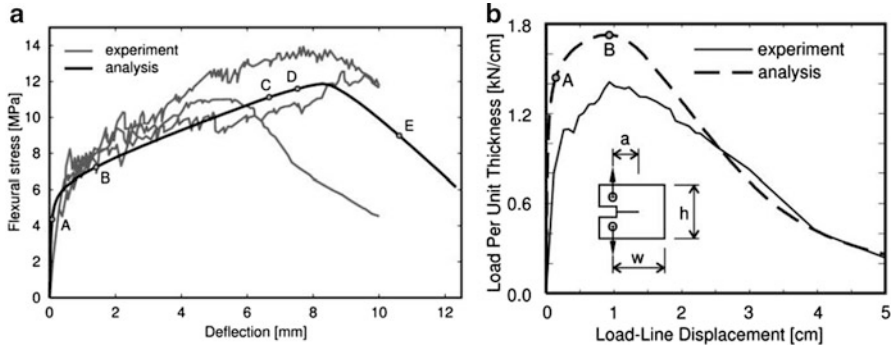 a
Flexural stress [MPa]
14
12
10
8
6
4
2
0
experiment
analysis
A
B
C
D
E
0
2
4
6
8
10
12
Deflection [mm]
b
Load Per Unit Thickness [kN/cm]
1.8
1.2
0.6
0.0
experiment
analysis
A
B
a
h
w
0
1
2
3
4
5
Load-Line Displacement [cm]